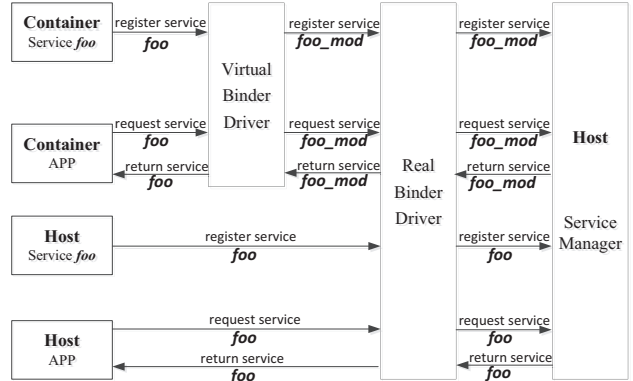 Container
Service foo
register service
foo
register service
foo_mod
register service
foo_mod
Virtual
Binder
Driver
Container
APP
request service
foo
return service
foo
request service
foo_mod
return service
foo_mod
request service
foo_mod
return service
foo_mod
Real
Binder
Driver
Host
Service
Manager
Host
Service foo
register service
foo
register service
foo
Host
APP
request service
foo
return service
foo
request service
foo
return service
foo